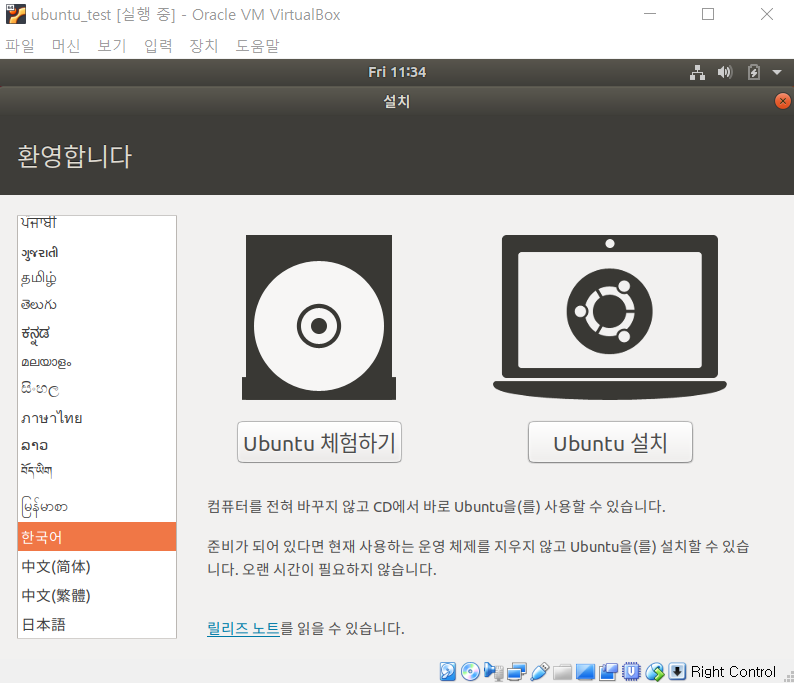 ubuntu_test [실행 중] - Oracle VM VirtualBox
파일 머신 보기 입력 장치 도움말
Fri 11:34
설치
환영합니다
ਪੰਜਾਬੀ
ગુજરાતી
தமிழ்
తెలుగు
ಕನ್ನಡ
മലയാളം
සිංහල
ภาษาไทย
ລາວ
བོད་ཡིག
မြန်မာစာ
한국어
中文(简体)
中文(繁體)
日本語
Ubuntu 체험하기
Ubuntu 설치
컴퓨터를 전혀 바꾸지 않고 CD에서 바로 Ubuntu을(를) 사용할 수 있습니다.
준비가 되어 있다면 현재 사용하는 운영 체제를 지우지 않고 Ubuntu을(를) 설치할 수 있습
니다. 오랜 시간이 필요하지 않습니다.
릴리즈 노트를 읽을 수 있습니다.
Right Control